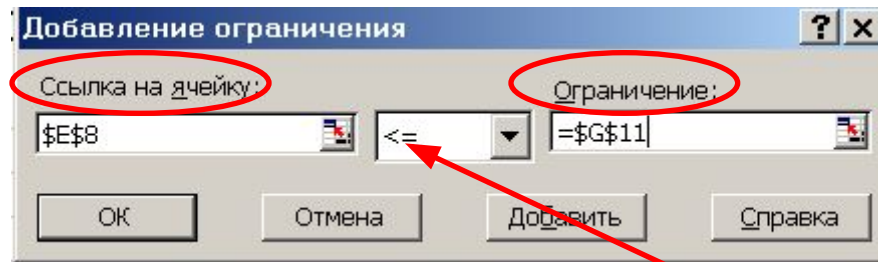 Добавление ограничения ? ×
Ссылка на ячейку: Ограничение:
$E$8 <= =$G$11
ОК Отмена Добавить Справка